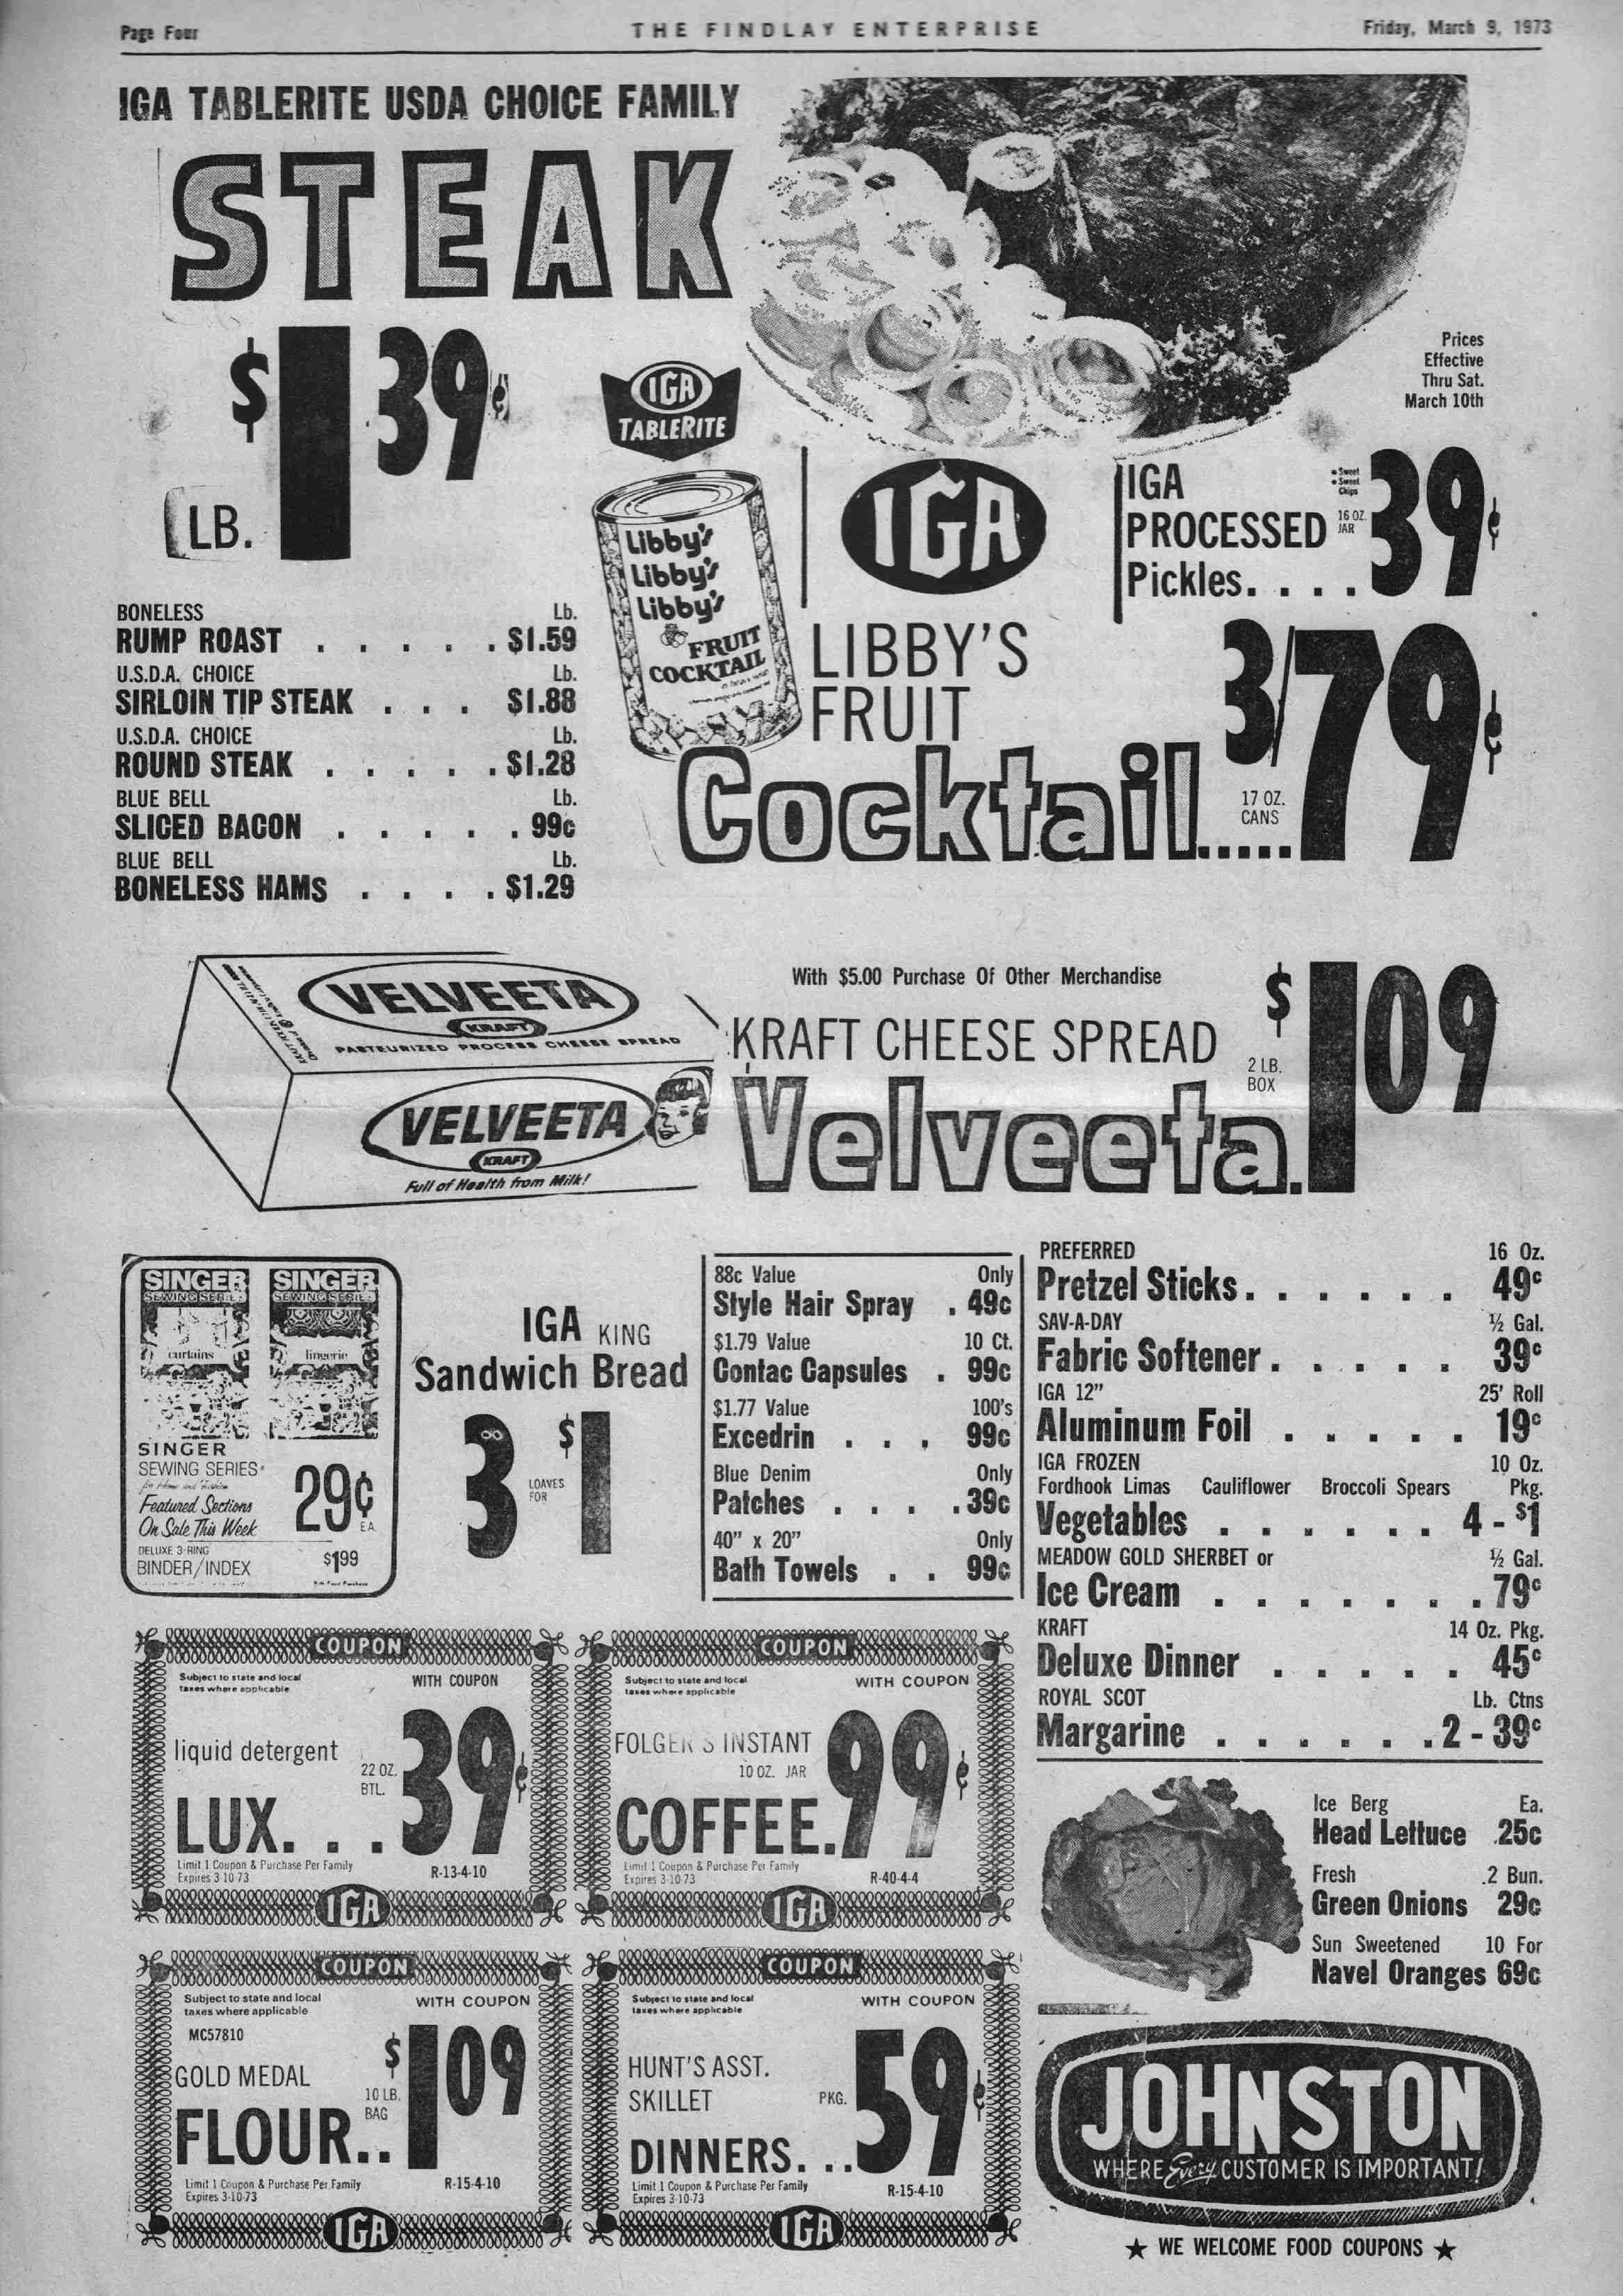 Page Four
THE FINDLAY ENTERPRISE
Friday, March 9, 1973
IGA TABLERITE USDA CHOICE FAMILY
STEAK
$1 39¢
LB.
IGA
TABLERITE
Prices
Effective
Thru Sat.
March 10th
BONELESS Lb.
RUMP ROAST . . . . . $1.59
U.S.D.A. CHOICE Lb.
SIRLOIN TIP STEAK . . . $1.88
U.S.D.A. CHOICE Lb.
ROUND STEAK . . . . . . $1.28
BLUE BELL Lb.
SLICED BACON . . . . . . 99c
BLUE BELL Lb.
BONELESS HAMS . . . . . $1.29
Libby's
Libby's
Libby's
FRUIT
COCKTAIL
IGA
IGA
PROCESSED
Pickles. . . . .
• Sweet
• Sweet
Chips
16 OZ.
JAR
39¢
LIBBY'S
FRUIT
Cocktail.....
17 OZ.
CANS
3/79¢
VELVEETA
KRAFT
PASTEURIZED PROCESS CHEESE SPREAD
VELVEETA
KRAFT
Full of Health from Milk!
With $5.00 Purchase Of Other Merchandise
KRAFT CHEESE SPREAD
Velveeta.
2 LB.
BOX
$1 09
SINGER SINGER
SEWING SERIES SEWING SERIES
curtains lingerie
SINGER
SEWING SERIES*
Featured Sections
On Sale This Week
29¢
EA.
DELUXE 3-RING
BINDER/INDEX
$199
IGA KING
Sandwich Bread
3 LOAVES
FOR $1
88c Value Only
Style Hair Spray . 49c
$1.79 Value 10 Ct.
Contac Capsules . 99c
$1.77 Value 100's
Excedrin . . . 99c
Blue Denim Only
Patches . . . . 39c
40" x 20" Only
Bath Towels . . 99c
PREFERRED 16 Oz.
Pretzel Sticks. . . . . . . 49c
SAV-A-DAY ½ Gal.
Fabric Softener . . . . . . 39c
IGA 12" 25' Roll
Aluminum Foil . . . . . . 19c
IGA FROZEN 10 Oz.
Fordhook Limas Cauliflower Broccoli Spears Pkg.
Vegetables . . . . . . 4 - $1
MEADOW GOLD SHERBET or ½ Gal.
Ice Cream . . . . . . . 79c
KRAFT 14 Oz. Pkg.
Deluxe Dinner . . . . . 45c
ROYAL SCOT Lb. Ctns
Margarine . . . . . . 2 - 39c
COUPON
Subject to state and local
taxes where applicable
WITH COUPON
liquid detergent
22 OZ.
BTL.
LUX. . . 39¢
Limit 1 Coupon & Purchase Per Family
Expires 3-10-73
R-13-4-10
IGA
COUPON
Subject to state and local
taxes where applicable
WITH COUPON
FOLGER'S INSTANT
10 OZ. JAR
COFFEE. 99¢
Limit 1 Coupon & Purchase Per Family
Expires 3-10-73
R-40-4-4
IGA
Ice Berg Ea.
Head Lettuce .25c
Fresh .2 Bun.
Green Onions 29c
Sun Sweetened 10 For
Navel Oranges 69c
COUPON
Subject to state and local
taxes where applicable
WITH COUPON
MC57810
GOLD MEDAL
10 LB.
BAG
FLOUR.. $1 09
Limit 1 Coupon & Purchase Per Family
Expires 3-10-73
R-15-4-10
IGA
COUPON
Subject to state and local
taxes where applicable
WITH COUPON
HUNT'S ASST.
SKILLET PKG.
DINNERS. . . 59¢
Limit 1 Coupon & Purchase Per Family
Expires 3-10-73
R-15-4-10
IGA
JOHNSTON
WHERE Every CUSTOMER IS IMPORTANT!
★ WE WELCOME FOOD COUPONS ★